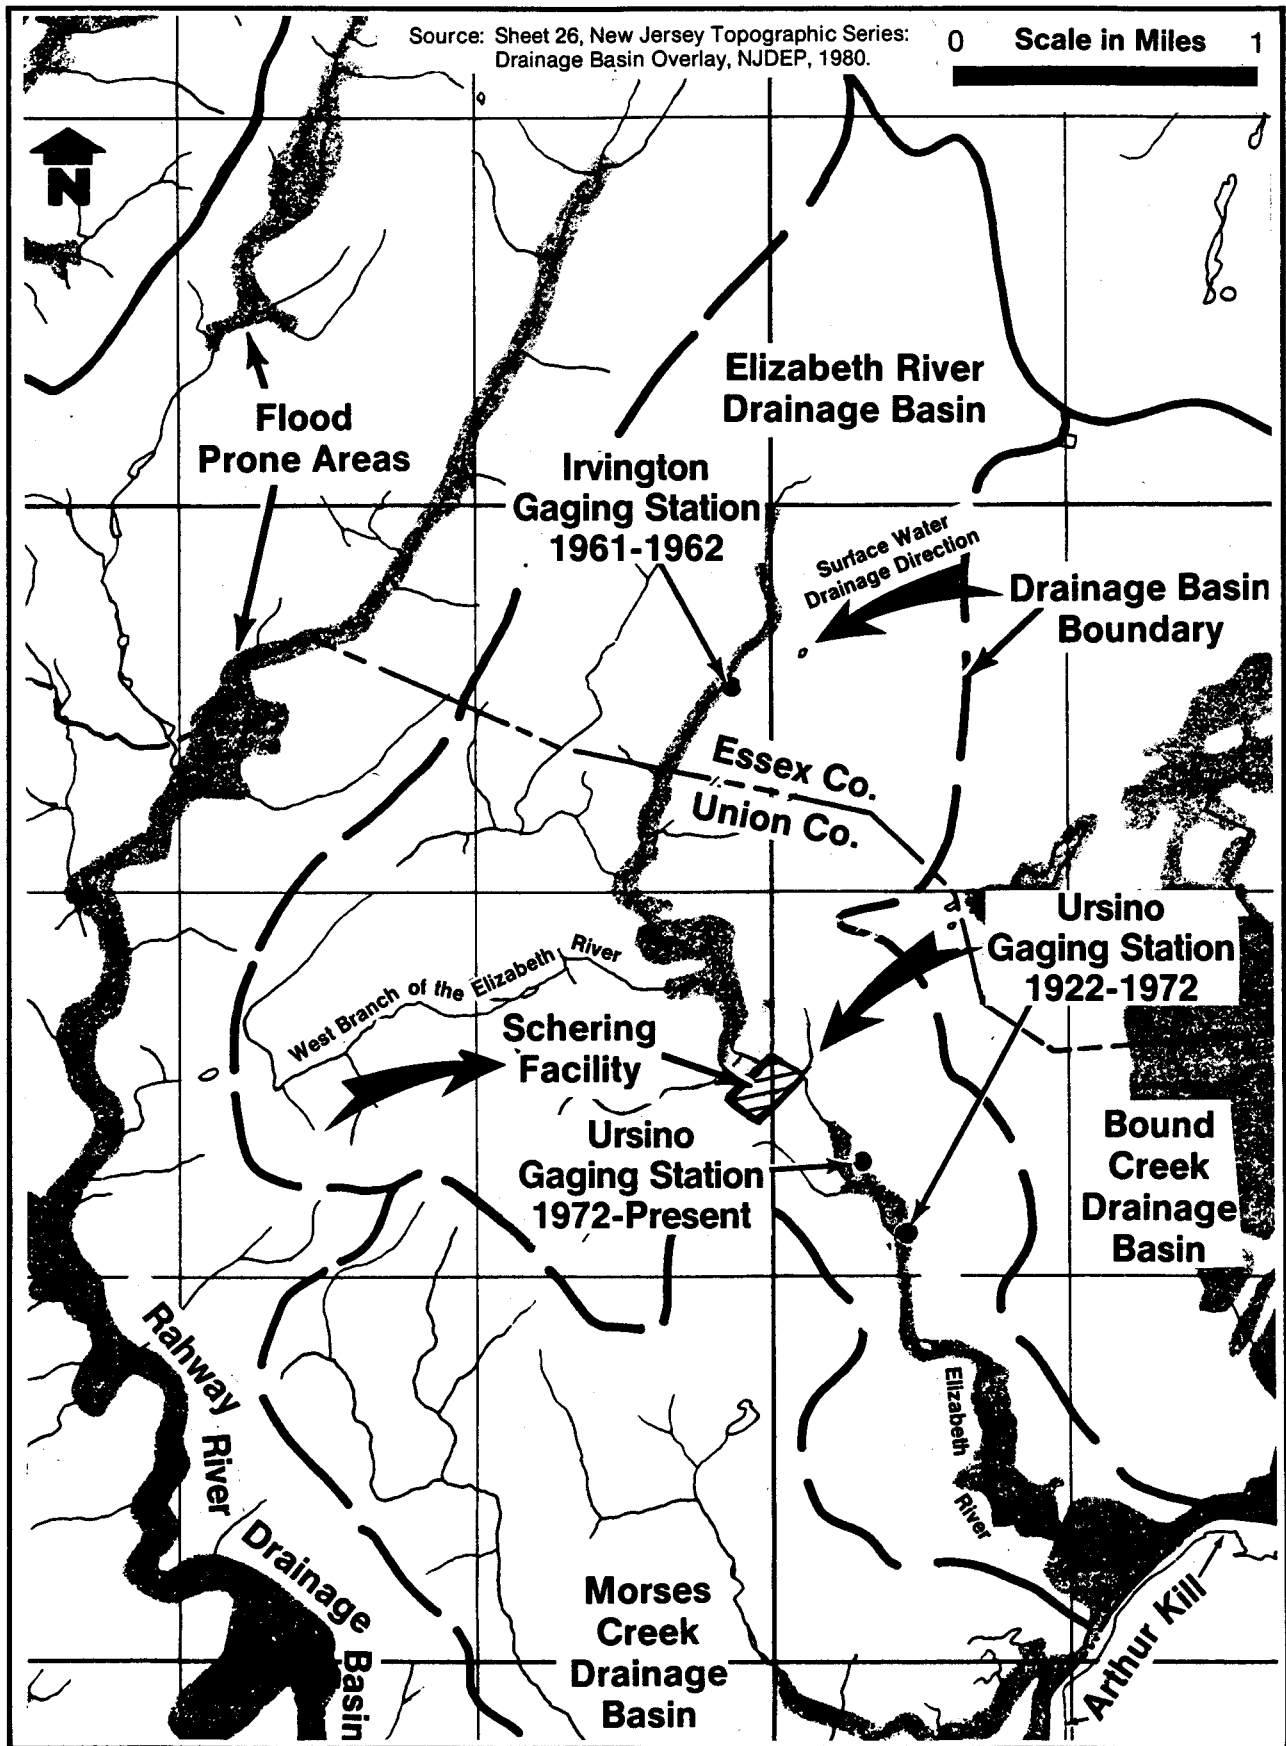 Source: Sheet 26, New Jersey Topographic Series:
Drainage Basin Overlay, NJDEP, 1980.
0 Scale in Miles 1
N
Elizabeth River
Drainage Basin
Flood
Prone Areas
Irvington
Gaging Station
1961-1962
Surface Water
Drainage Direction
Drainage Basin
Boundary
Essex Co.
Union Co.
Ursino
Gaging Station
1922-1972
West Branch of the Elizabeth River
Schering
Facility
Ursino
Gaging Station
1972-Present
Bound
Creek
Drainage
Basin
Rahway
River
Drainage
Basin
Elizabeth
River
Morses
Creek
Drainage
Basin
Arthur Kill